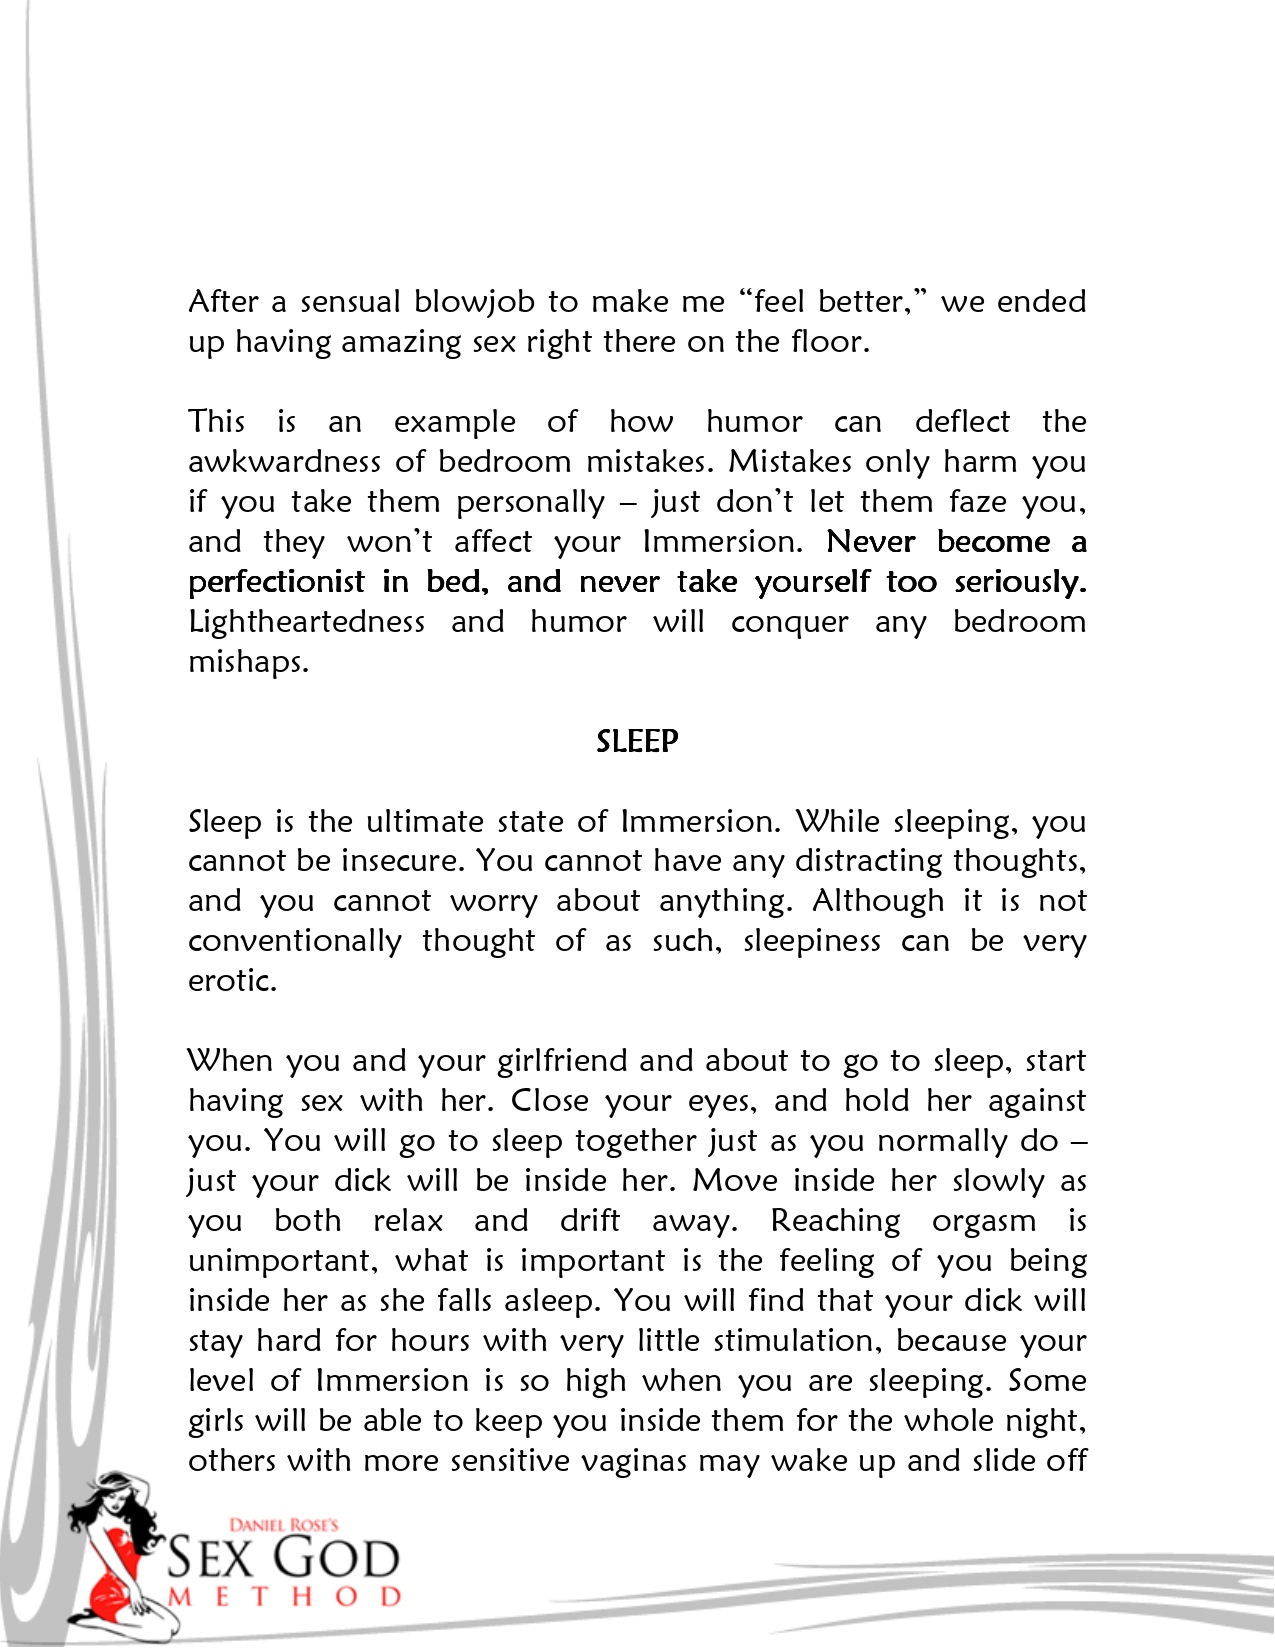 After a sensual blowjob to make me “feel better,” we ended
up having amazing sex right there on the floor.
This is an example of how humor can deflect the
awkwardness of bedroom mistakes. Mistakes only harm you
if you take them personally – just don’t let them faze you,
and they won’t affect your Immersion. Never become a
perfectionist in bed, and never take yourself too seriously.
Lightheartedness and humor will conquer any bedroom
mishaps.
SLEEP
Sleep is the ultimate state of Immersion. While sleeping, you
cannot be insecure. You cannot have any distracting thoughts,
and you cannot worry about anything. Although it is not
conventionally thought of as such, sleepiness can be very
erotic.
When you and your girlfriend and about to go to sleep, start
having sex with her. Close your eyes, and hold her against
you. You will go to sleep together just as you normally do –
just your dick will be inside her. Move inside her slowly as
you both relax and drift away. Reaching orgasm is
unimportant, what is important is the feeling of you being
inside her as she falls asleep. You will find that your dick will
stay hard for hours with very little stimulation, because your
level of Immersion is so high when you are sleeping. Some
girls will be able to keep you inside them for the whole night,
others with more sensitive vaginas may wake up and slide off
DANIEL ROSE’S
SEX GOD
METHOD